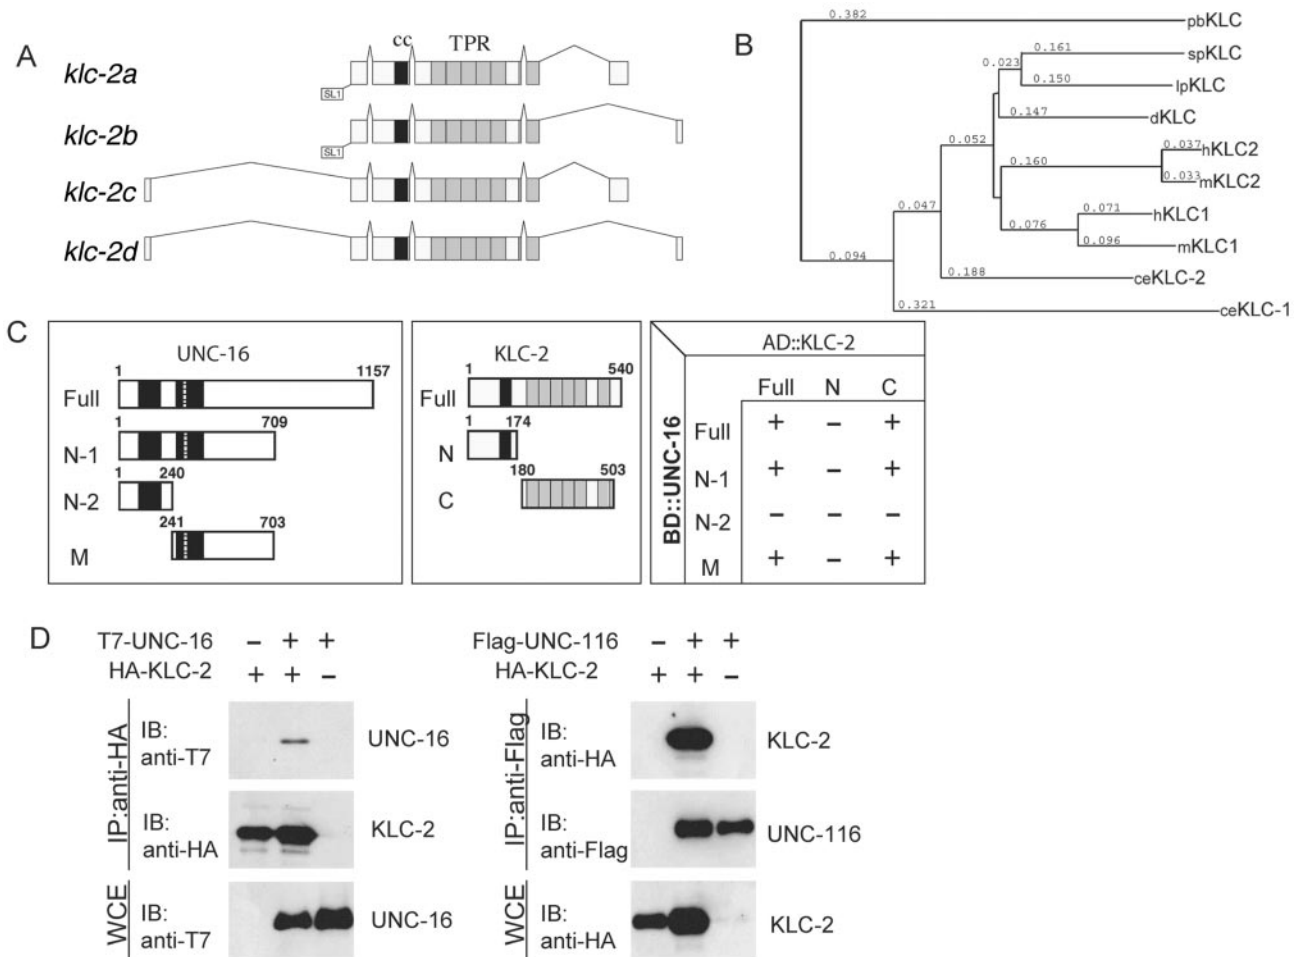 A
cc TPR
klc-2a
SL1
klc-2b
SL1
klc-2c
klc-2d
B
0.382 pbKLC
0.161 spKLC
0.023
0.150 lpKLC
0.147 dKLC
0.052
0.037 hKLC2
0.160
0.033 mKLC2
0.047
0.071 hKLC1
0.076
0.096 mKLC1
0.094
0.188 ceKLC-2
0.321 ceKLC-1
C
UNC-16
1 1157
Full
1 709
N-1
1 240
N-2
241 703
M
KLC-2
1 540
Full
1 174
N
180 503
C
AD::KLC-2
BD::UNC-16
Full N C
Full + – +
N-1 + – +
N-2 – – –
M + – +
D
T7-UNC-16 – + +
HA-KLC-2 + + –
IP:anti-HA
IB: anti-T7 UNC-16
IB: anti-HA KLC-2
WCE
IB: anti-T7 UNC-16
Flag-UNC-116 – + +
HA-KLC-2 + + –
IP:anti-Flag
IB: anti-HA KLC-2
IB: anti-Flag UNC-116
WCE
IB: anti-HA KLC-2